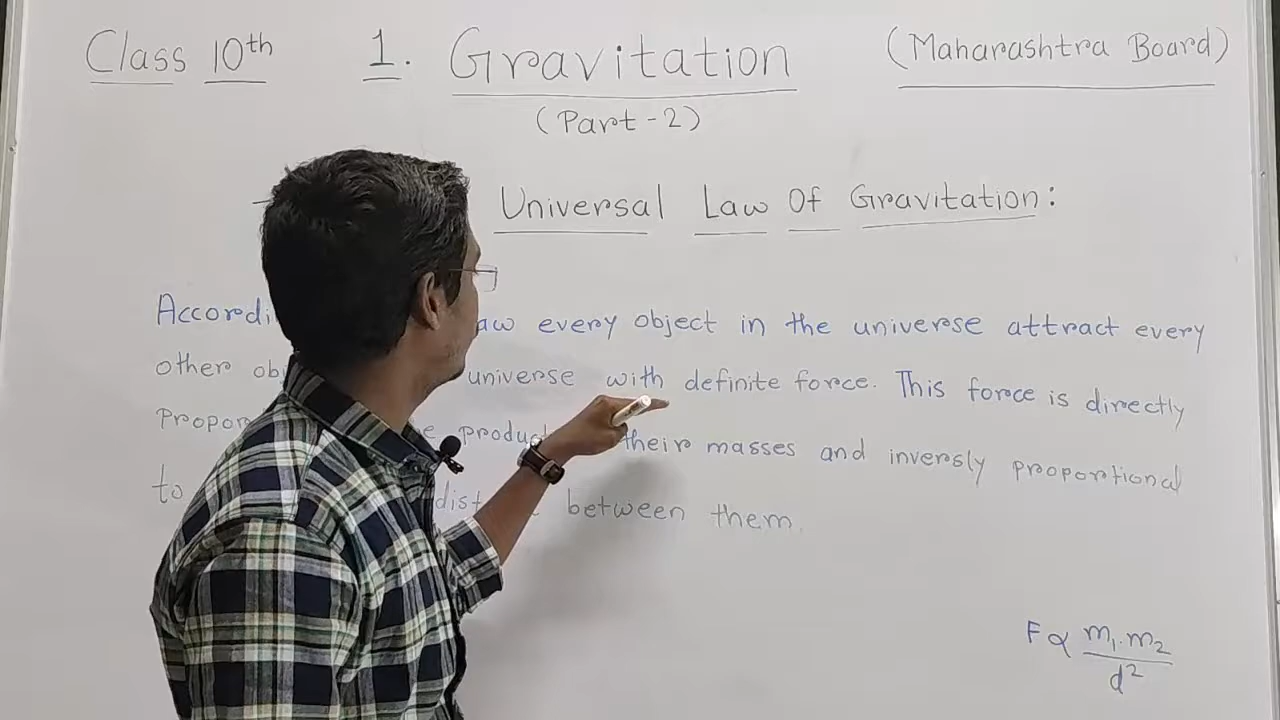 Class 10th 1. Gravitation (Maharashtra Board)
(Part-2)
Universal Law Of Gravitation:
every object in the universe attract every
other universe with definite force. This force is directly
their masses and inversly proportional
to between them.
F ∝ m₁.m₂
d²